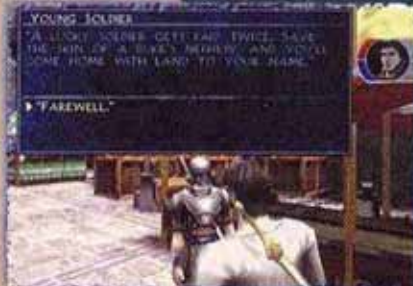 YOUNG SOLDIER
"A LUCKY SOLDIER GETS PAID TWICE. SAVE
THE SKIN OF A DUKE'S NEPHEW, AND YOU'LL
COME HOME WITH LAND TO YOUR NAME."
"FAREWELL."